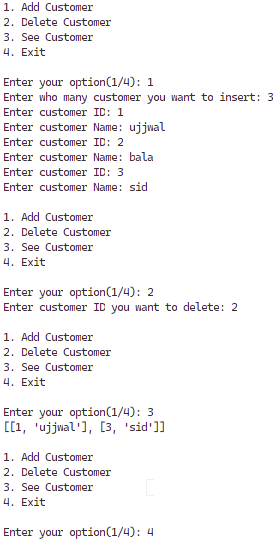 1. Add Customer
2. Delete Customer
3. See Customer
4. Exit
Enter your option(1/4): 1
Enter who many customer you want to insert: 3
Enter customer ID: 1
Enter customer Name: ujjwal
Enter customer ID: 2
Enter customer Name: bala
Enter customer ID: 3
Enter customer Name: sid
1. Add Customer
2. Delete Customer
3. See Customer
4. Exit
Enter your option(1/4): 2
Enter customer ID you want to delete: 2
1. Add Customer
2. Delete Customer
3. See Customer
4. Exit
Enter your option(1/4): 3
[[1, 'ujjwal'], [3, 'sid']]
1. Add Customer
2. Delete Customer
3. See Customer
4. Exit
Enter your option(1/4): 4